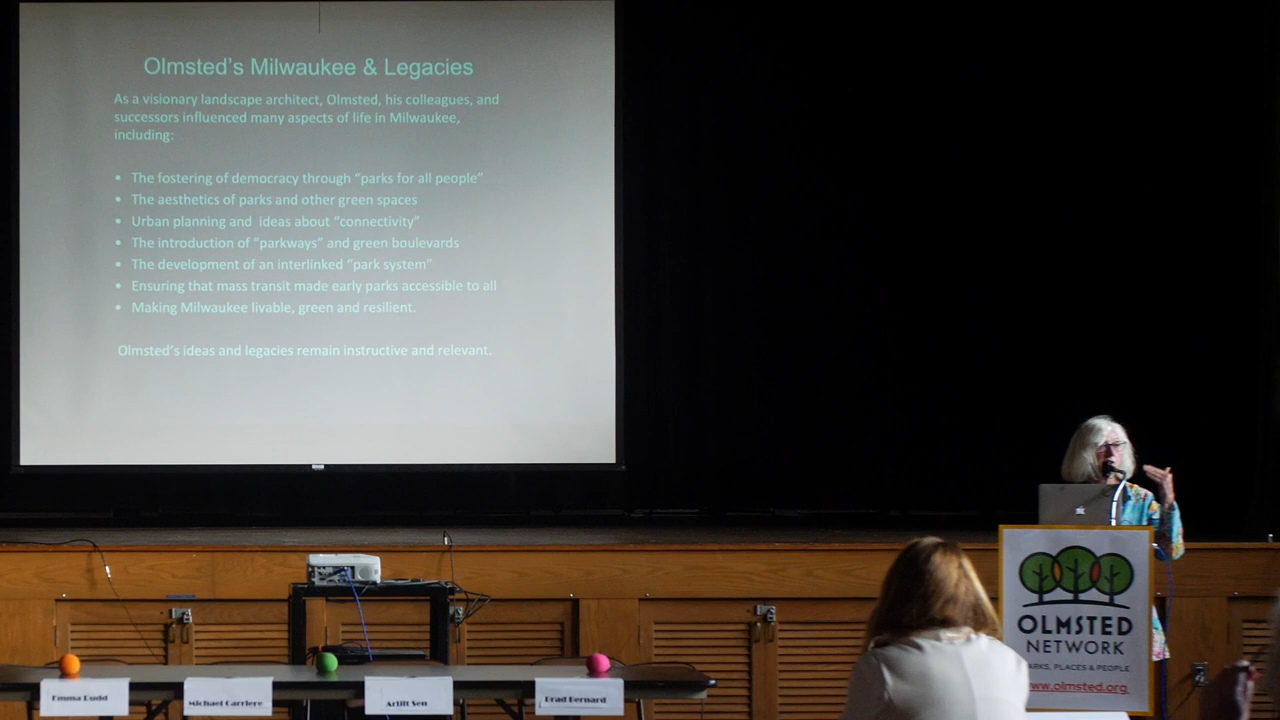 Olmsted's Milwaukee & Legacies
As a visionary landscape architect, Olmsted, his colleagues, and
successors influenced many aspects of life in Milwaukee,
including:
• The fostering of democracy through “parks for all people”
• The aesthetics of parks and other green spaces
• Urban planning and ideas about “connectivity”
• The introduction of “parkways” and green boulevards
• The development of an interlinked “park system”
• Ensuring that mass transit made early parks accessible to all
• Making Milwaukee livable, green and resilient.
Olmsted's ideas and legacies remain instructive and relevant.
OLMSTED
NETWORK
ARKS, PLACES & PEOPLE
www.olmsted.org
Emma Rudd
Michael Carriere
Arijit Sen
Brad Bernard